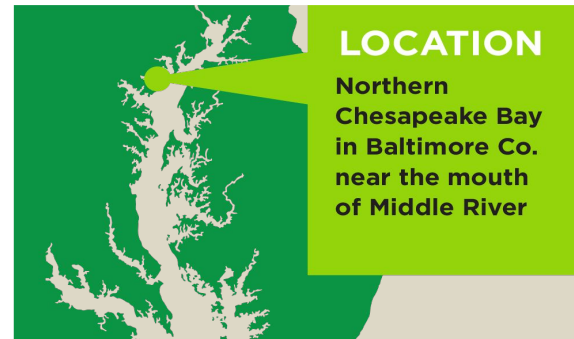 LOCATION
Northern
Chesapeake Bay
in Baltimore Co.
near the mouth
of Middle River